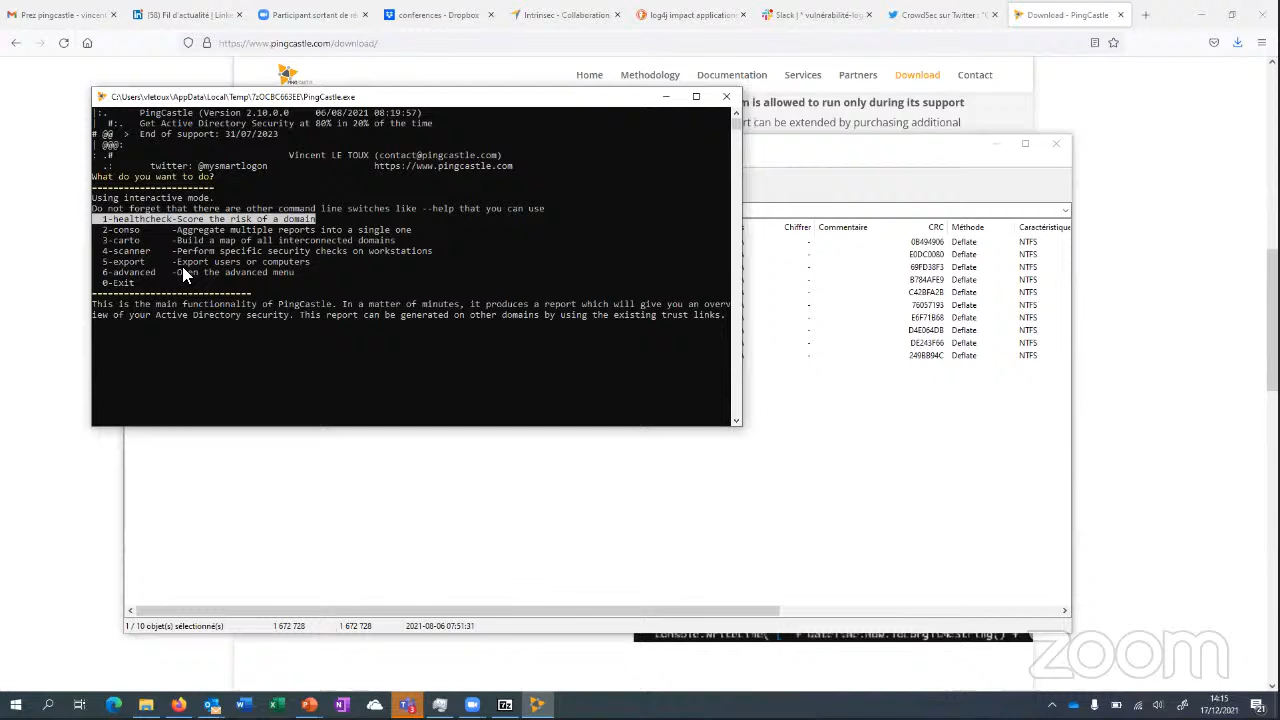 Prez pingcastle - vincent
(58) Fil d'actualité | Linke
Participant sortant de r
conferences - Dropbox
Intrinsec - Collaboration
log4j impact application
Slack | * vulnérabilité-log
CrowdSec sur Twitter : "
Download - PingCastle
https://www.pingcastle.com/download/
Home
Methodology
Documentation
Services
Partners
Download
Contact
m is allowed to run only during its support
ort can be extended by purchasing additional
C:\Users\vletoux\AppData\Local\Temp\7zOCBC663EE\PingCastle.exe
|:.     PingCastle (Version 2.10.0.0     06/08/2021 08:19:57)
|  #:.  Get Active Directory Security at 80% in 20% of the time
# @@  >  End of support: 31/07/2023
| @@@:
: .#                                 Vincent LE TOUX (contact@pingcastle.com)
  .:       twitter: @mysmartlogon                    https://www.pingcastle.com
What do you want to do?
=======================
Using interactive mode.
Do not forget that there are other command line switches like --help that you can use
  1-healthcheck-Score the risk of a domain
  2-conso      -Aggregate multiple reports into a single one
  3-carto      -Build a map of all interconnected domains
  4-scanner    -Perform specific security checks on workstations
  5-export     -Export users or computers
  6-advanced   -Open the advanced menu
  0-Exit
==============================
This is the main functionality of PingCastle. In a matter of minutes, it produces a report which will give you an overv
iew of your Active Directory security. This report can be generated on other domains by using the existing trust links.
Chiffrer Commentaire CRC Méthode Caractéristique
- 0B494906 Deflate NTFS
- E0DC0080 Deflate NTFS
- 69FD38F3 Deflate NTFS
- B784AFE9 Deflate NTFS
- C42BFA2B Deflate NTFS
- 76057193 Deflate NTFS
- E6F71B68 Deflate NTFS
- D4E064DB Deflate NTFS
- DE243F66 Deflate NTFS
- 249BB94C Deflate NTFS
1 / 10 objet(s) sélectionné(s) 1 672 728 1 672 728 2021-08-06 07:51:31
zoom
14:15
17/12/2021